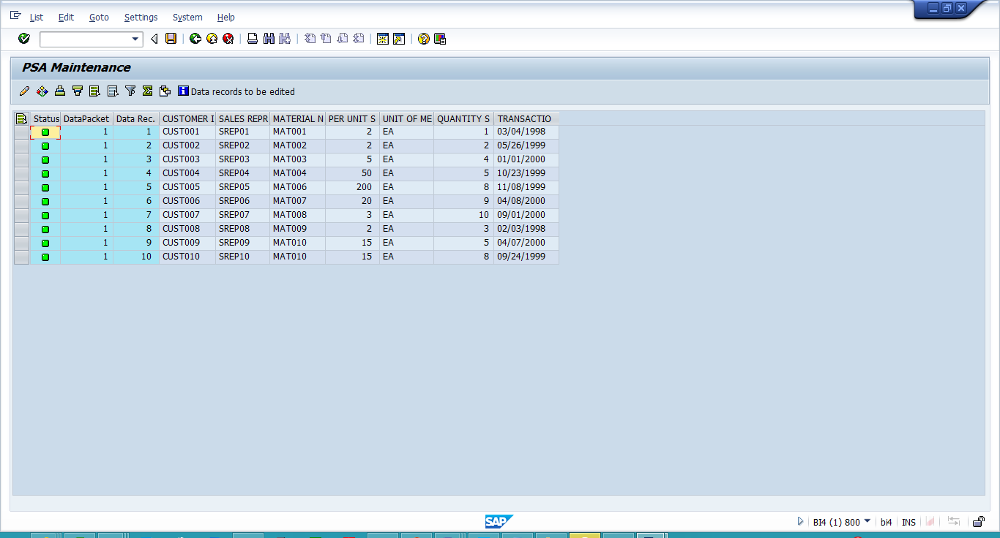 List Edit Goto Settings System Help
PSA Maintenance
Data records to be edited
Status DataPacket Data Rec. CUSTOMER I SALES REPR MATERIAL N PER UNIT S UNIT OF ME QUANTITY S TRANSACTIO
1 1 CUST001 SREP01 MAT001 2 EA 1 03/04/1998
1 2 CUST002 SREP02 MAT002 2 EA 2 05/26/1999
1 3 CUST003 SREP03 MAT003 5 EA 4 01/01/2000
1 4 CUST004 SREP04 MAT004 50 EA 5 10/23/1999
1 5 CUST005 SREP05 MAT006 200 EA 8 11/08/1999
1 6 CUST006 SREP06 MAT007 20 EA 9 04/08/2000
1 7 CUST007 SREP07 MAT008 3 EA 10 09/01/2000
1 8 CUST008 SREP08 MAT009 2 EA 3 02/03/1998
1 9 CUST009 SREP09 MAT010 15 EA 5 04/07/2000
1 10 CUST010 SREP10 MAT010 15 EA 8 09/24/1999
SAP BI4 (1) 800 bi4 INS